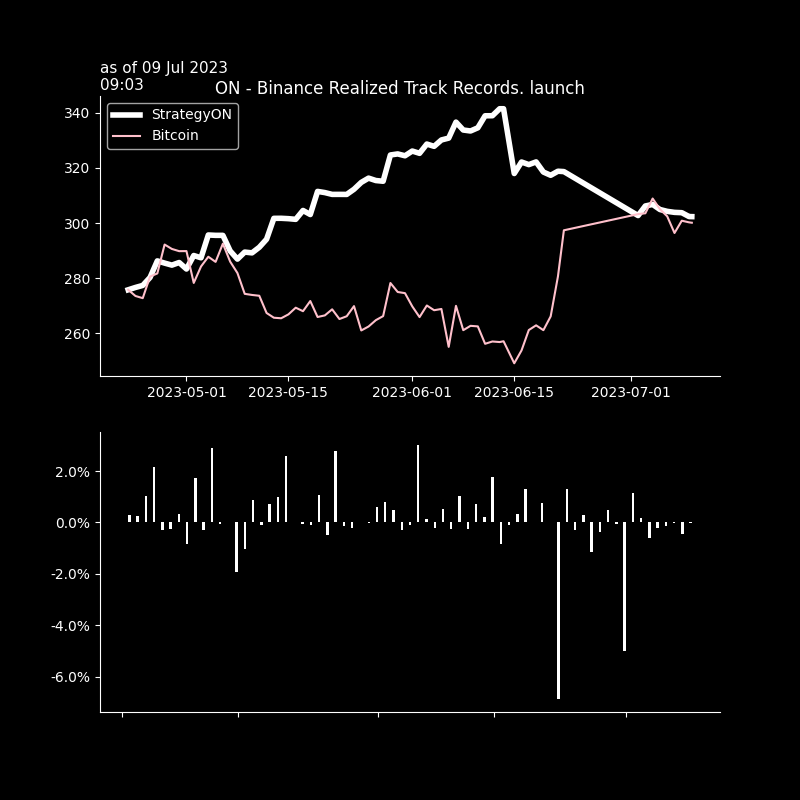 as of 09 Jul 2023
09:03
ON - Binance Realized Track Records. launch
StrategyON
Bitcoin
340
320
300
280
260
2023-05-01 2023-05-15 2023-06-01 2023-06-15 2023-07-01
2.0%
0.0%
-2.0%
-4.0%
-6.0%